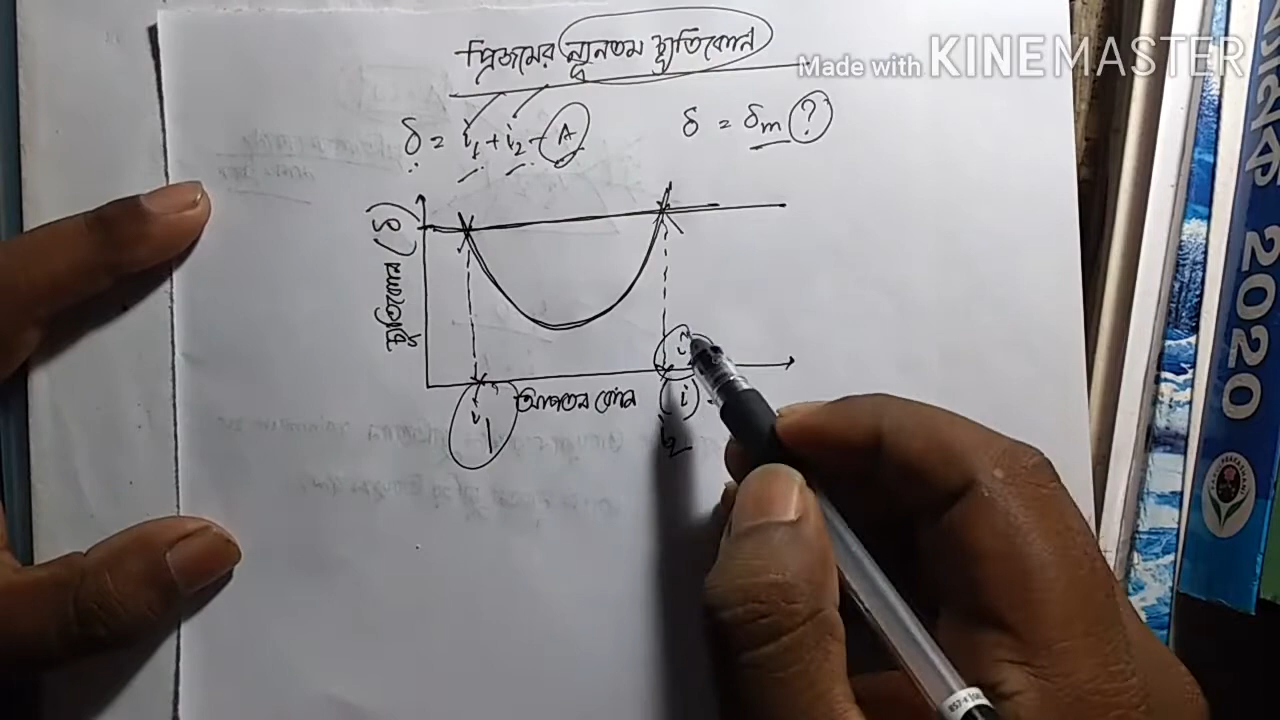 প্রিজমের ন্যূনতম চ্যুতিকোন
Made with KINEMASTER
δ = i₁ + i₂ - A
δ = δm ?
(δ)
i₁
আপতন কোন (i)
i₂
2020